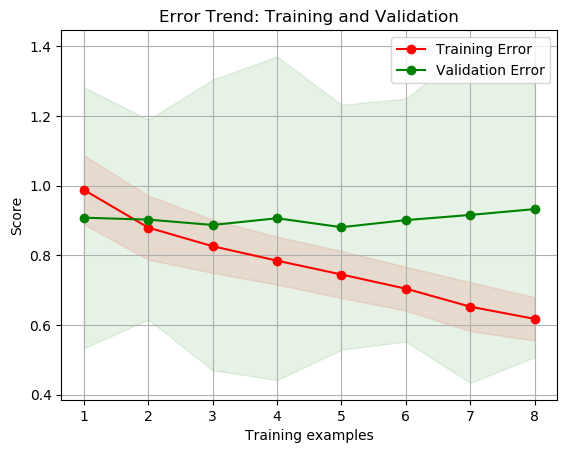 Error Trend: Training and Validation
Training Error
Validation Error
Score
1.4
1.2
1.0
0.8
0.6
0.4
1 2 3 4 5 6 7 8
Training examples